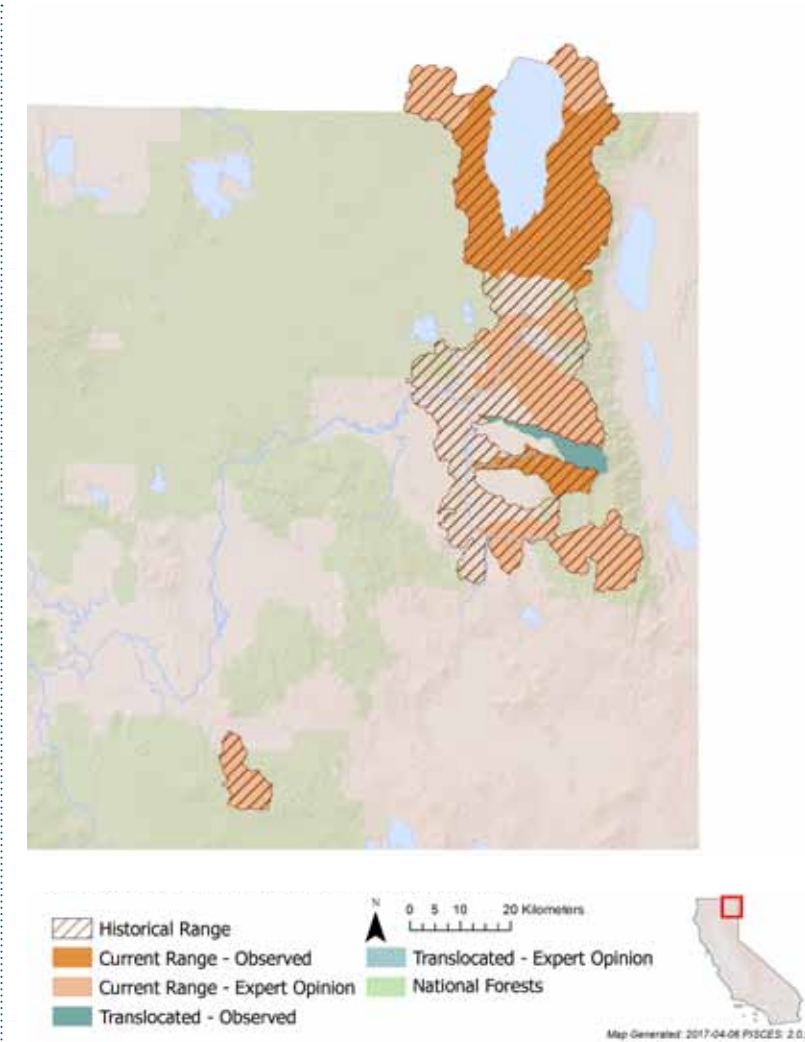 Historical Range
Current Range - Observed
Current Range - Expert Opinion
Translocated - Observed
N
0 5 10 20 Kilometers
Translocated - Expert Opinion
National Forests
Map Generated: 2017-04-06 PISCES: 2.0.